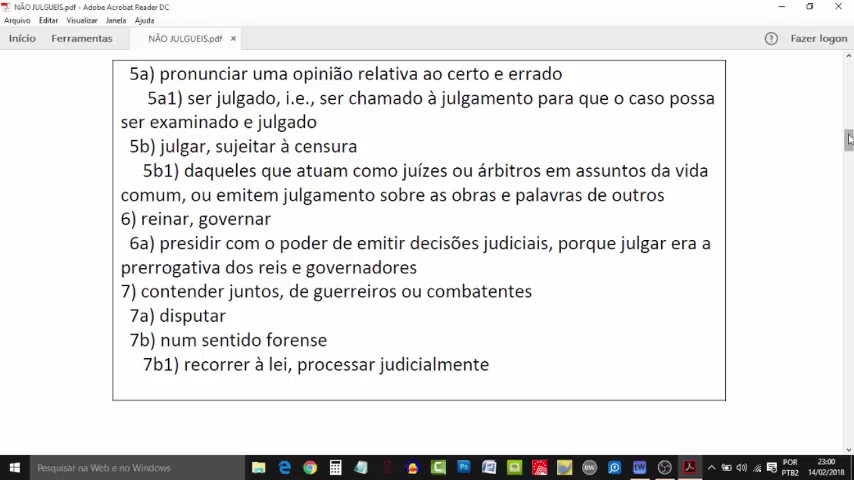 NÃO JULGUEIS.pdf - Adobe Acrobat Reader DC
Arquivo Editar Visualizar Janela Ajuda
Início Ferramentas NÃO JULGUEIS.pdf × Fazer logon
5a) pronunciar uma opinião relativa ao certo e errado
5a1) ser julgado, i.e., ser chamado à julgamento para que o caso possa
ser examinado e julgado
5b) julgar, sujeitar à censura
5b1) daqueles que atuam como juízes ou árbitros em assuntos da vida
comum, ou emitem julgamento sobre as obras e palavras de outros
6) reinar, governar
6a) presidir com o poder de emitir decisões judiciais, porque julgar era a
prerrogativa dos reis e governadores
7) contender juntos, de guerreiros ou combatentes
7a) disputar
7b) num sentido forense
7b1) recorrer à lei, processar judicialmente
Pesquisar na Web e no Windows
POR 23:00
PTB2 14/02/2018